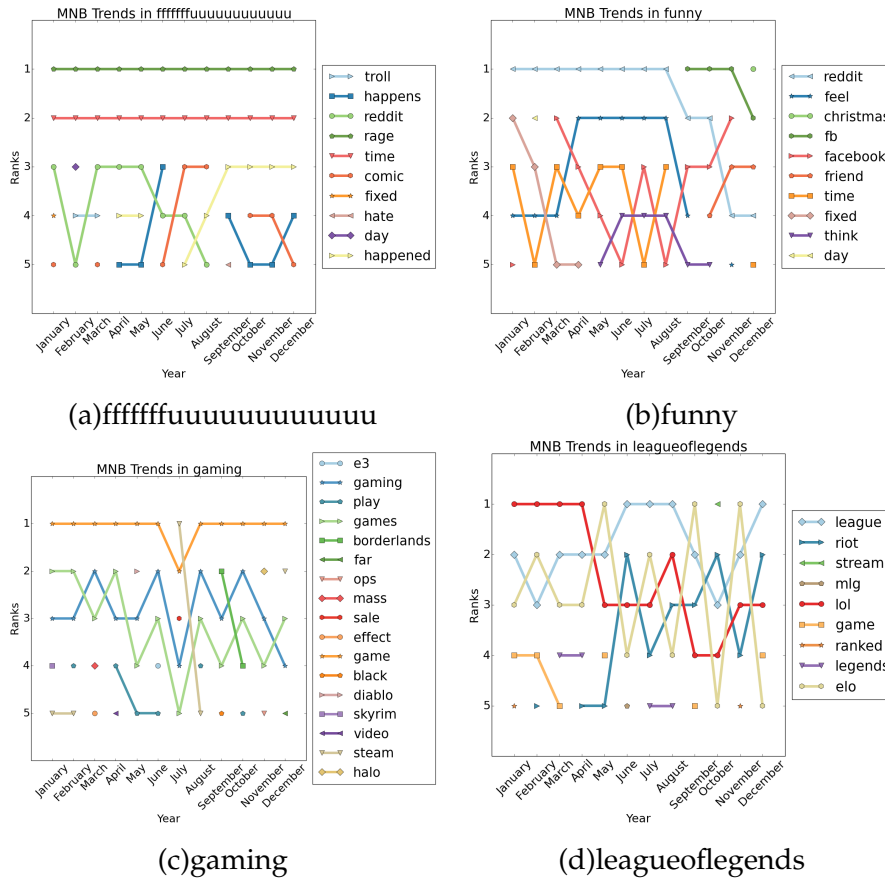 MNB Trends in fffffffuuuuuuuuuuuu
Ranks
1
2
3
4
5
January
February
March
April
May
June
July
August
September
October
November
December
Year
troll
happens
reddit
rage
time
comic
fixed
hate
day
happened
(a)fffffffuuuuuuuuuuuu
MNB Trends in funny
Ranks
1
2
3
4
5
January
February
March
April
May
June
July
August
September
October
November
December
Year
reddit
feel
christmas
fb
facebook
friend
time
fixed
think
day
(b)funny
MNB Trends in gaming
Ranks
1
2
3
4
5
January
February
March
April
May
June
July
August
September
October
November
December
Year
e3
gaming
play
games
borderlands
far
ops
mass
sale
effect
game
black
diablo
skyrim
video
steam
halo
(c)gaming
MNB Trends in leagueoflegends
Ranks
1
2
3
4
5
January
February
March
April
May
June
July
August
September
October
November
December
Year
league
riot
stream
mlg
lol
game
ranked
legends
elo
(d)leagueoflegends